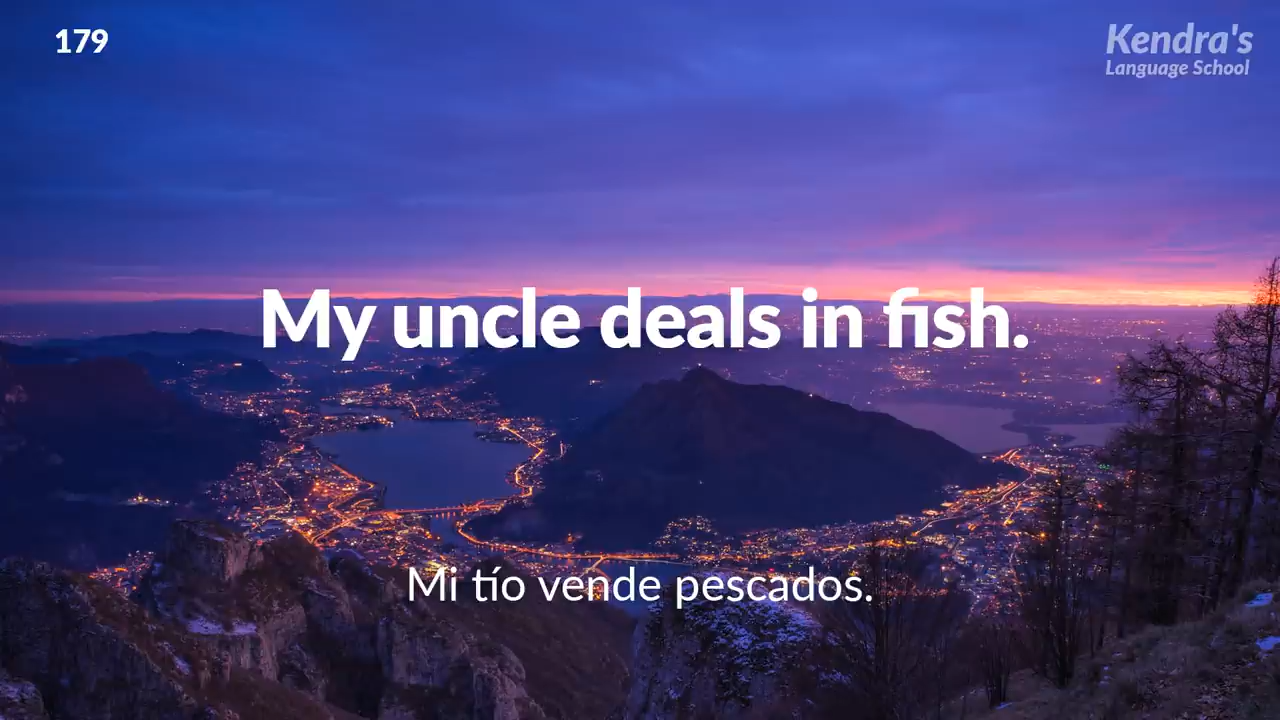 179
Kendra's
Language School
My uncle deals in fish.
Mi tío vende pescados.